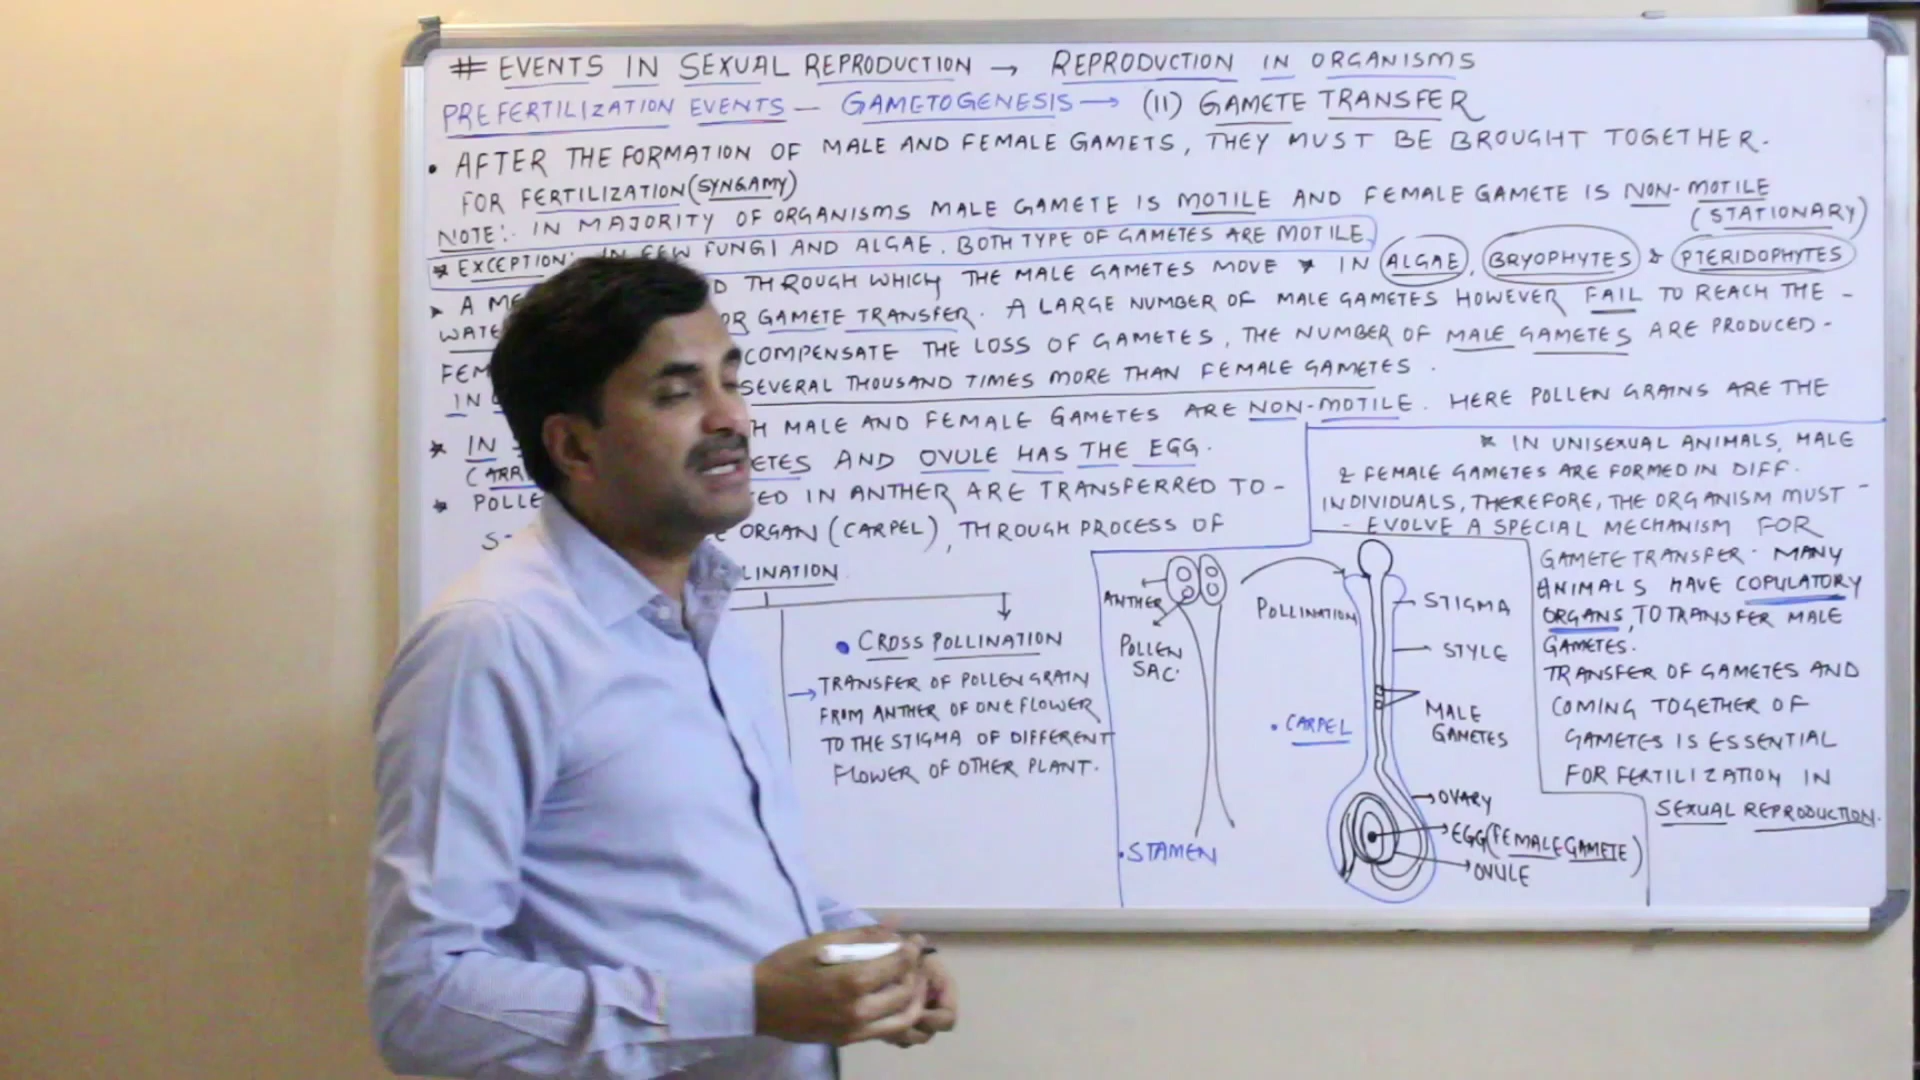 # EVENTS IN SEXUAL REPRODUCTION → REPRODUCTION IN ORGANISMS
PREFERTILIZATION EVENTS — GAMETOGENESIS → (II) GAMETE TRANSFER
• AFTER THE FORMATION OF MALE AND FEMALE GAMETS, THEY MUST BE BROUGHT TOGETHER.
FOR FERTILIZATION (SYNGAMY)
NOTE:. IN MAJORITY OF ORGANISMS MALE GAMETE IS MOTILE AND FEMALE GAMETE IS NON-MOTILE
(STATIONARY)
* EXCEPTION: IN FEW FUNGI AND ALGAE. BOTH TYPE OF GAMETES ARE MOTILE.
A THROUGH WHICH THE MALE GAMETES MOVE * IN ALGAE, BRYOPHYTES & PTERIDOPHYTES
GAMETE TRANSFER. A LARGE NUMBER OF MALE GAMETES HOWEVER FAIL TO REACH THE -
COMPENSATE THE LOSS OF GAMETES, THE NUMBER OF MALE GAMETES ARE PRODUCED -
SEVERAL THOUSAND TIMES MORE THAN FEMALE GAMETES.
* IN MALE AND FEMALE GAMETES ARE NON-MOTILE. HERE POLLEN GRAINS ARE THE
AND OVULE HAS THE EGG.
* IN ANTHER ARE TRANSFERRED TO -
ORGAN (CARPEL), THROUGH PROCESS OF
• CROSS POLLINATION
→ TRANSFER OF POLLEN GRAIN
FROM ANTHER OF ONE FLOWER
TO THE STIGMA OF DIFFERENT
FLOWER OF OTHER PLANT.
ANTHER
POLLEN
SAC.
• STAMEN
POLLINATION
STIGMA
STYLE
MALE
GAMETES
• CARPEL
OVARY
EGG (FEMALE GAMETE)
OVULE
* IN UNISEXUAL ANIMALS, MALE
& FEMALE GAMETES ARE FORMED IN DIFF.
INDIVIDUALS, THEREFORE, THE ORGANISM MUST -
- EVOLVE A SPECIAL MECHANISM FOR
GAMETE TRANSFER. MANY
ANIMALS HAVE COPULATORY
ORGANS, TO TRANSFER MALE
GAMETES.
TRANSFER OF GAMETES AND
COMING TOGETHER OF
GAMETES IS ESSENTIAL
FOR FERTILIZATION IN
SEXUAL REPRODUCTION.